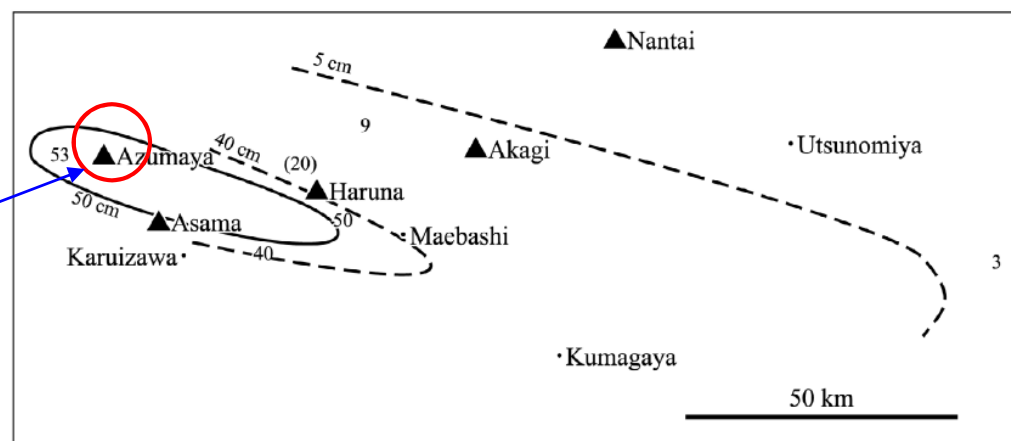 Nantai
5 cm
9
Akagi
Utsunomiya
53
Azumaya
40 cm
(20)
Haruna
50 cm
Asama
50
Maebashi
Karuizawa
40
3
Kumagaya
50 km